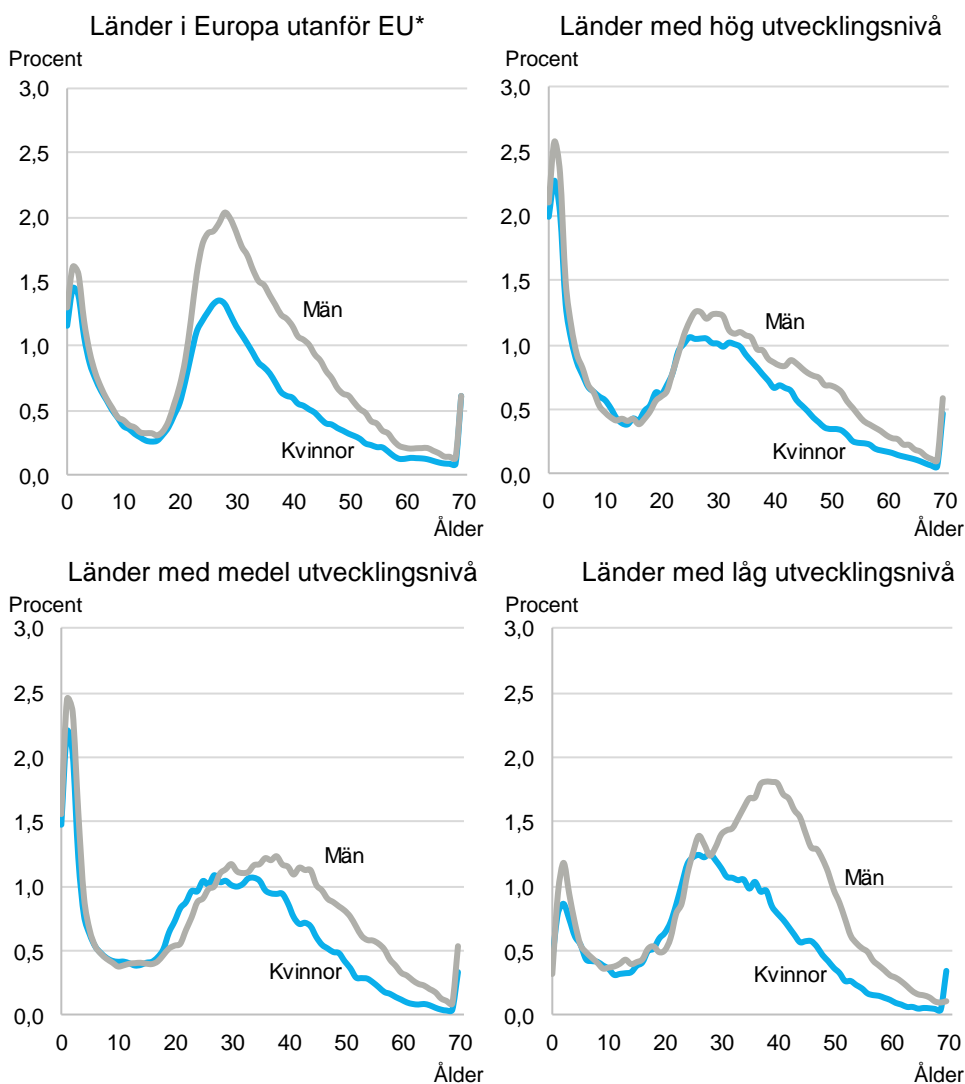 Länder i Europa utanför EU*
Procent
3,0
2,5
2,0
1,5
1,0
0,5
0,0
Män
Kvinnor
0 10 20 30 40 50 60 70
Ålder
Länder med hög utvecklingsnivå
Procent
3,0
2,5
2,0
1,5
1,0
0,5
0,0
Män
Kvinnor
0 10 20 30 40 50 60 70
Ålder
Länder med medel utvecklingsnivå
Procent
3,0
2,5
2,0
1,5
1,0
0,5
0,0
Män
Kvinnor
0 10 20 30 40 50 60 70
Ålder
Länder med låg utvecklingsnivå
Procent
3,0
2,5
2,0
1,5
1,0
0,5
0,0
Män
Kvinnor
0 10 20 30 40 50 60 70
Ålder